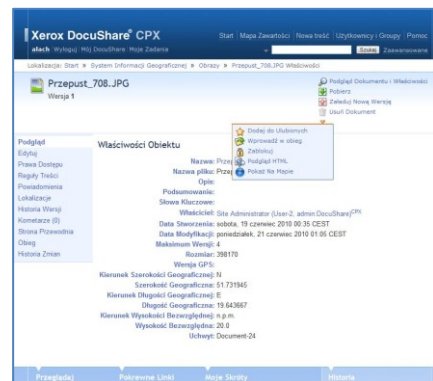 Xerox DocuShare® CPX
Start | Mapa Zawartości | Nowa treść | Użytkownicy i Grupy | Pomoc
alach Wyloguj Mój DocuShare Moje Zadania
Szukaj Zaawansowane
Lokalizacja: Start » System Informacji Geograficznej » Obrazy » Przepust_708.JPG Właściwości
Przepust_708.JPG
Wersja 1
Podgląd Dokumentu i Właściwości
Pobierz
Załaduj Nową Wersję
Usuń Dokument
Dodaj do Ulubionych
Wprowadź w obieg
Zablokuj
Podgląd HTML
Pokaż Na Mapie
Podgląd
Edytuj
Prawa Dostępu
Reguły Treści
Powiadomienia
Lokalizacje
Historia Wersji
Komentarze (0)
Strona Przewodnia
Obieg
Historia Zmian
Właściwości Obiektu
Nazwa: Przep
Nazwa pliku: Przep
Opis:
Podsumowanie:
Słowa Kluczowe:
Właściciel: Site Administrator (User-2, admin:DocuShare) CPX
Data Stworzenia: sobota, 19 czerwiec 2010 00:35 CEST
Data Modyfikacji: poniedziałek, 21 czerwiec 2010 01:05 CEST
Maksimum Wersji: 4
Rozmiar: 398170
Wersja GPS:
Kierunek Szerokości Geograficznej: N
Szerokość Geograficzna: 51.731945
Kierunek Długości Geograficznej: E
Długość Geograficzna: 19.643667
Kierunek Wysokości Bezwzględnej: n.p.m.
Wysokość Bezwzględna: 20.0
Uchwyt: Document-24
Przeglądaj
Pokrewne Linki
Moje Skróty
Historia